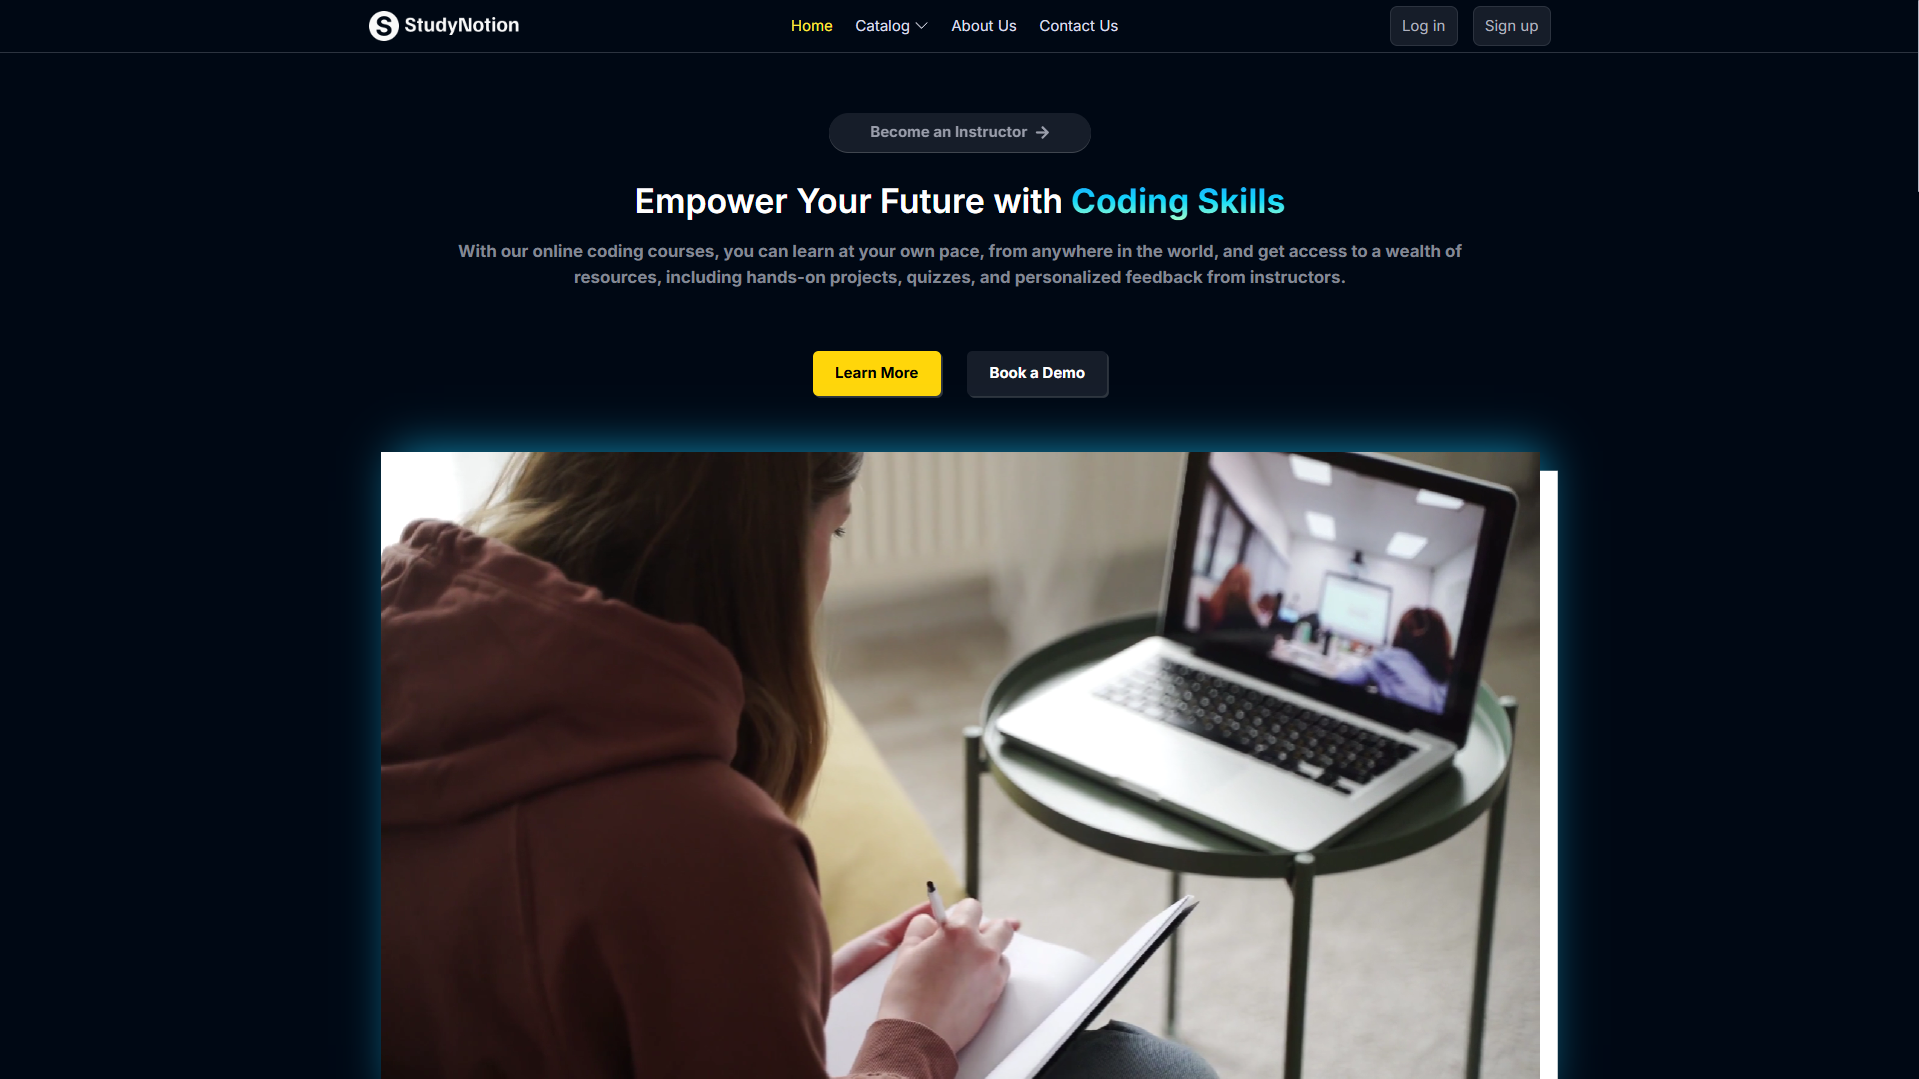 StudyNotion
Home
Catalog
About Us
Contact Us
Log in
Sign up
Become an Instructor
Empower Your Future with Coding Skills
With our online coding courses, you can learn at your own pace, from anywhere in the world, and get access to a wealth of
resources, including hands-on projects, quizzes, and personalized feedback from instructors.
Learn More
Book a Demo